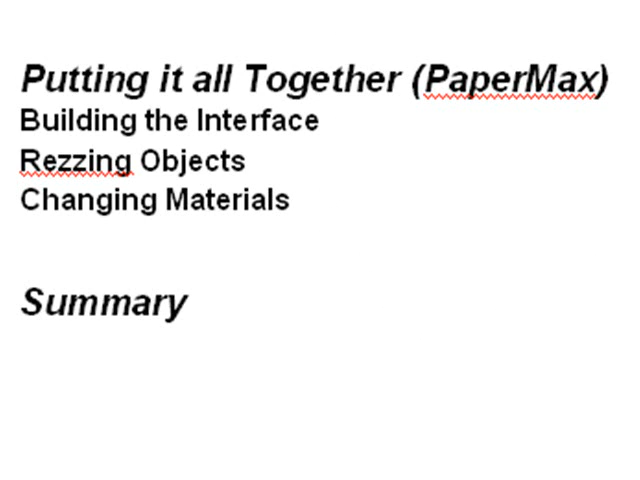 Putting it all Together (PaperMax)
Building the Interface
Rezzing Objects
Changing Materials
Summary